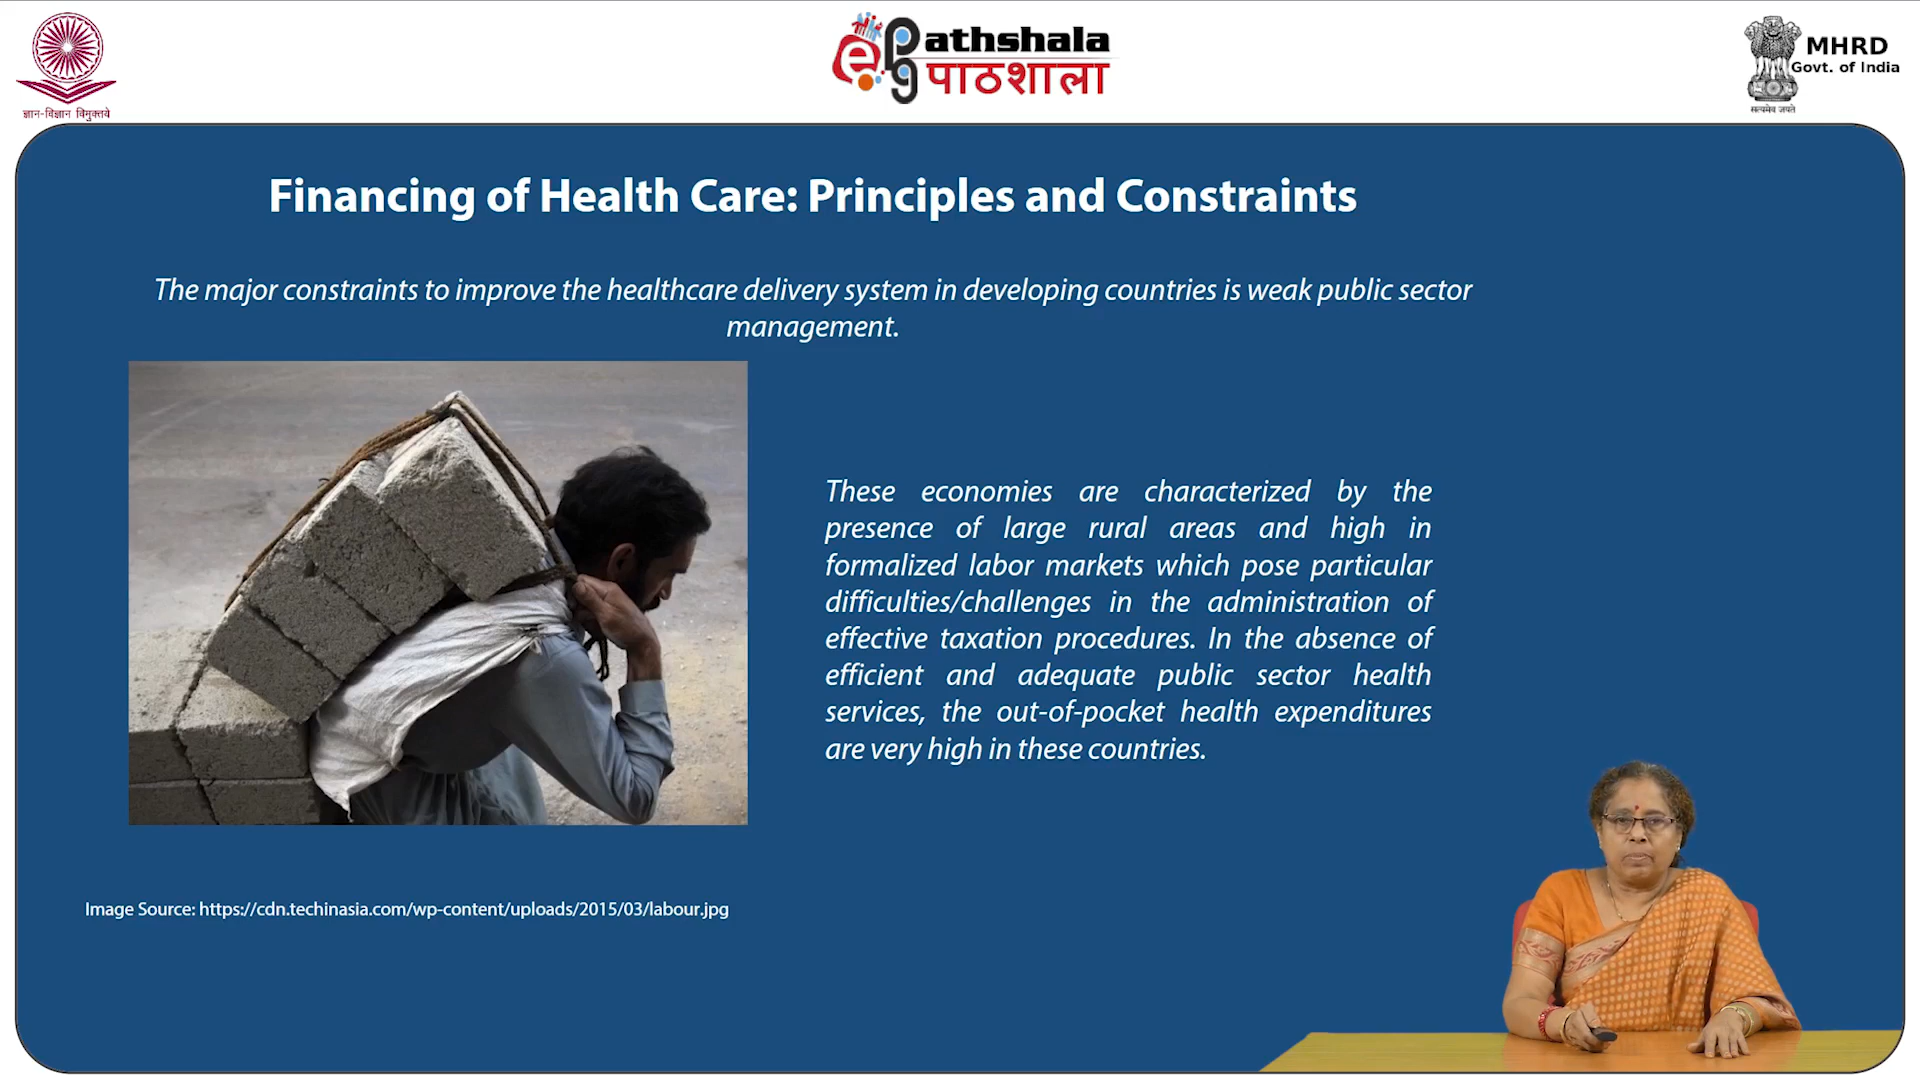 ज्ञान-विज्ञान विमुक्तये
e Pg athshala
पाठशाला
सत्यमेव जयते
MHRD
Govt. of India
Financing of Health Care: Principles and Constraints
The major constraints to improve the healthcare delivery system in developing countries is weak public sector
management.
These economies are characterized by the
presence of large rural areas and high in
formalized labor markets which pose particular
difficulties/challenges in the administration of
effective taxation procedures. In the absence of
efficient and adequate public sector health
services, the out-of-pocket health expenditures
are very high in these countries.
Image Source: https://cdn.techinasia.com/wp-content/uploads/2015/03/labour.jpg